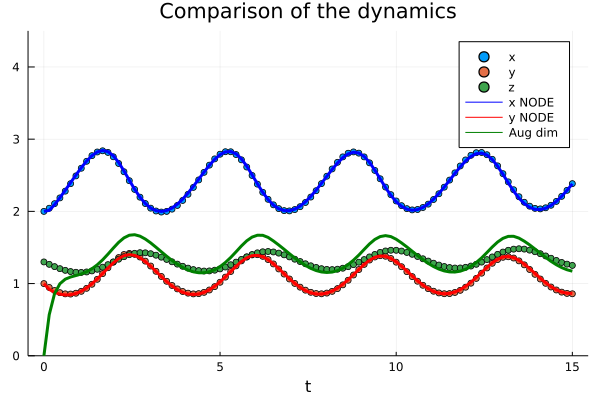 Comparison of the dynamics
x
y
z
x NODE
y NODE
Aug dim
4
3
2
1
0
0 5 10 15
t